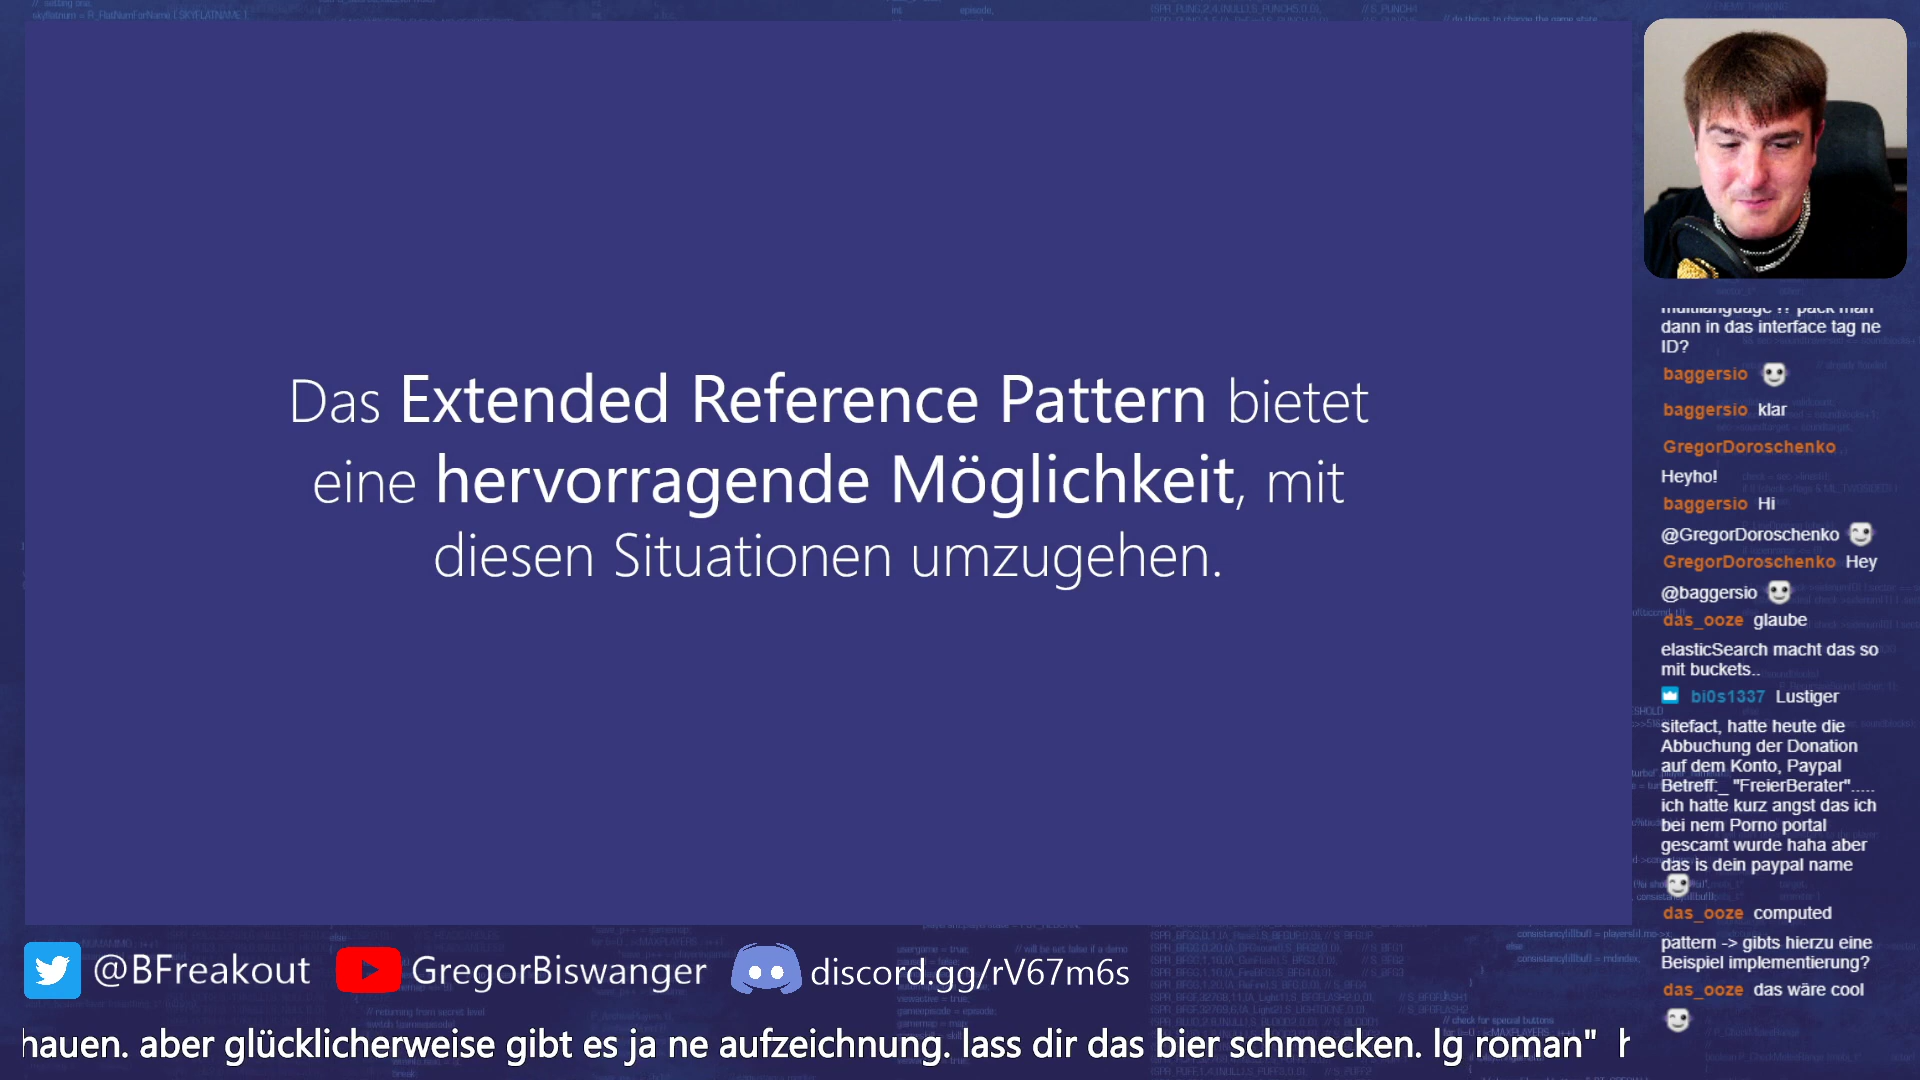 Das Extended Reference Pattern bietet
eine hervorragende Möglichkeit, mit
diesen Situationen umzugehen.
dann in das interface tag ne
ID?
baggersio
baggersio klar
GregorDoroschenko
Heyho!
baggersio Hi
@GregorDoroschenko
GregorDoroschenko Hey
@baggersio
das_ooze glaube
elasticSearch macht das so
mit buckets..
bi0s1337 Lustiger
sitefact, hatte heute die
Abbuchung der Donation
auf dem Konto, Paypal
Betreff:_ "FreierBerater".....
ich hatte kurz angst das ich
bei nem Porno portal
gescamt wurde haha aber
das is dein paypal name
das_ooze computed
pattern -> gibts hierzu eine
Beispiel implementierung?
das_ooze das wäre cool
@BFreakout GregorBiswanger discord.gg/rV67m6s
hauen. aber glücklicherweise gibt es ja ne aufzeichnung. lass dir das bier schmecken. lg roman"